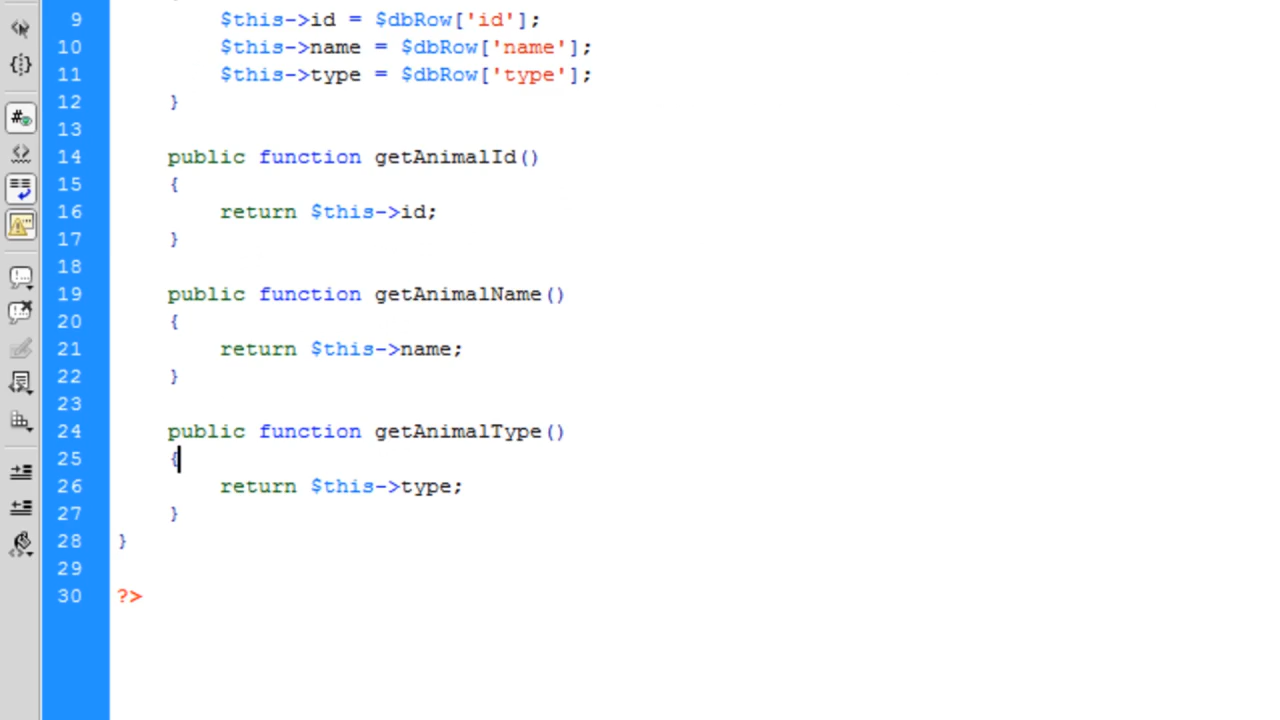 9 $this->id = $dbRow['id'];
10 $this->name = $dbRow['name'];
11 $this->type = $dbRow['type'];
12 }
13
14 public function getAnimalId()
15 {
16 return $this->id;
17 }
18
19 public function getAnimalName()
20 {
21 return $this->name;
22 }
23
24 public function getAnimalType()
25 {
26 return $this->type;
27 }
28 }
29
30 ?>